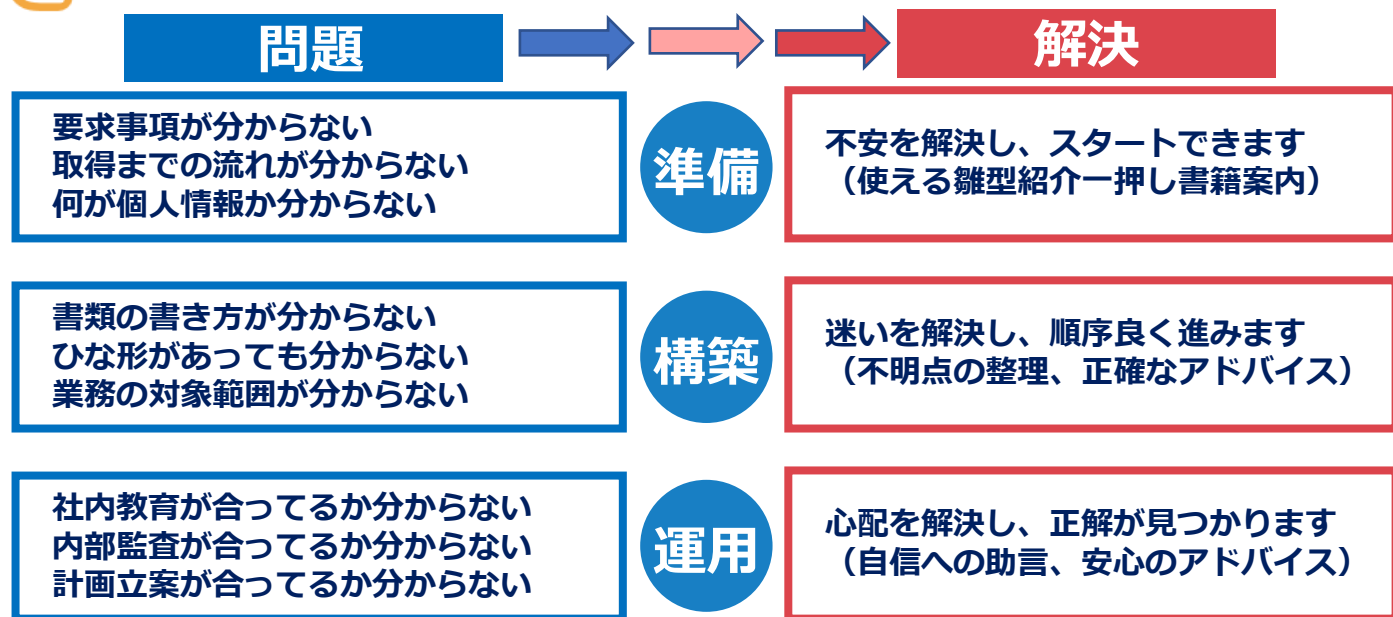 問題
解決
要求事項が分からない
取得までの流れが分からない
何が個人情報か分からない
準備
不安を解決し、スタートできます
（使える雛型紹介一押し書籍案内）
書類の書き方が分からない
ひな形があっても分からない
業務の対象範囲が分からない
構築
迷いを解決し、順序良く進みます
（不明点の整理、正確なアドバイス）
社内教育が合ってるか分からない
内部監査が合ってるか分からない
計画立案が合ってるか分からない
運用
心配を解決し、正解が見つかります
（自信への助言、安心のアドバイス）